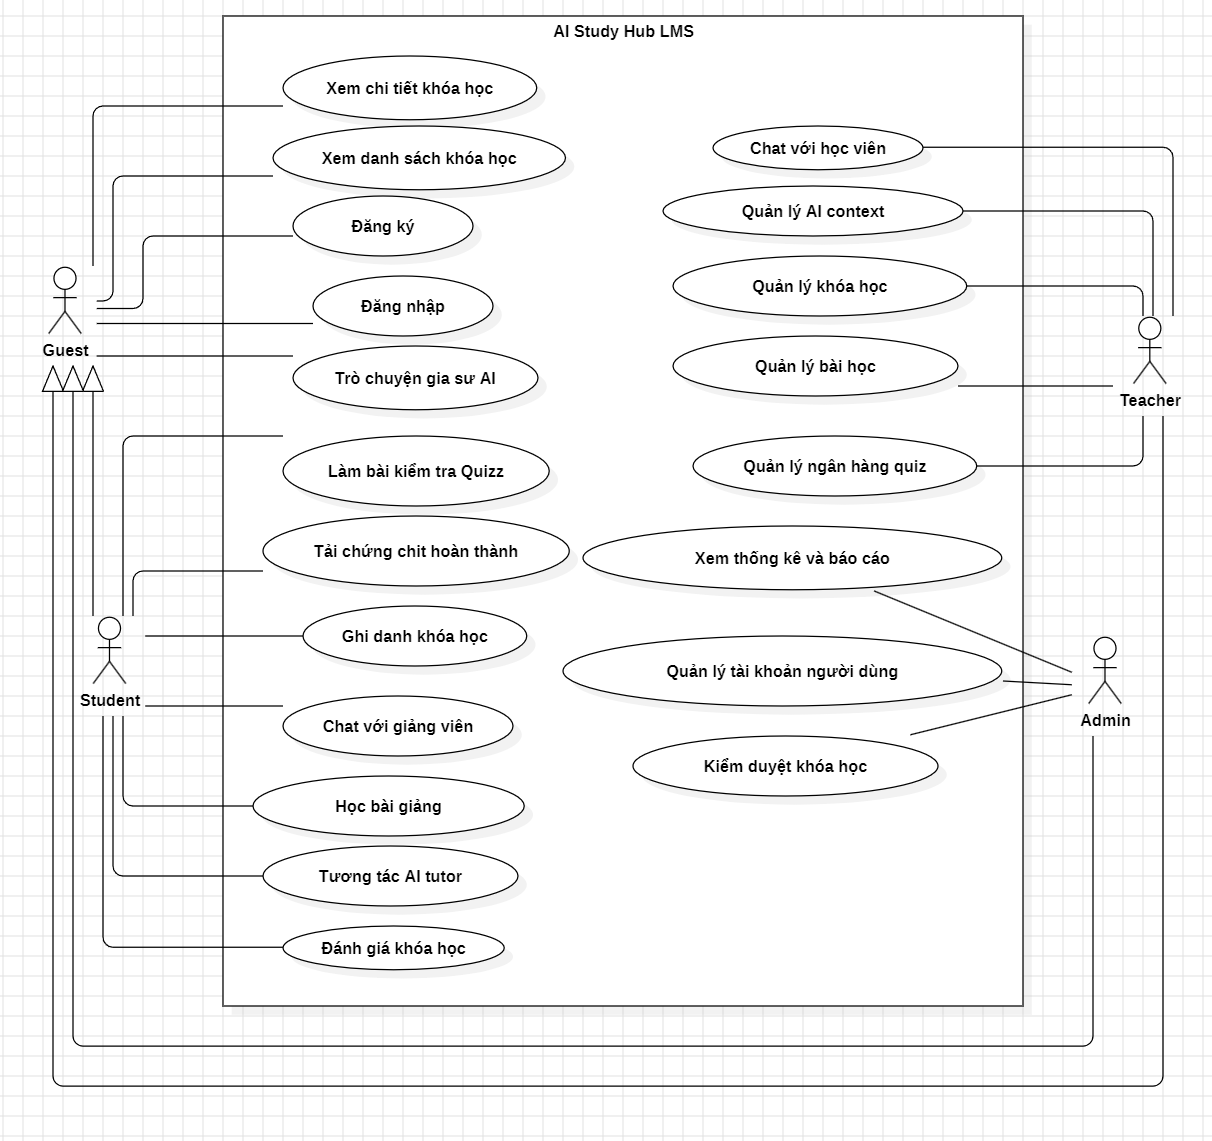 AI Study Hub LMS
Xem chi tiết khóa học
Xem danh sách khóa học
Đăng ký
Đăng nhập
Trò chuyện gia sư AI
Làm bài kiểm tra Quizz
Tải chứng chit hoàn thành
Ghi danh khóa học
Chat với giảng viên
Học bài giảng
Tương tác AI tutor
Đánh giá khóa học
Chat với học viên
Quản lý AI context
Quản lý khóa học
Quản lý bài học
Quản lý ngân hàng quiz
Xem thống kê và báo cáo
Quản lý tài khoản người dùng
Kiểm duyệt khóa học
Guest
Student
Teacher
Admin